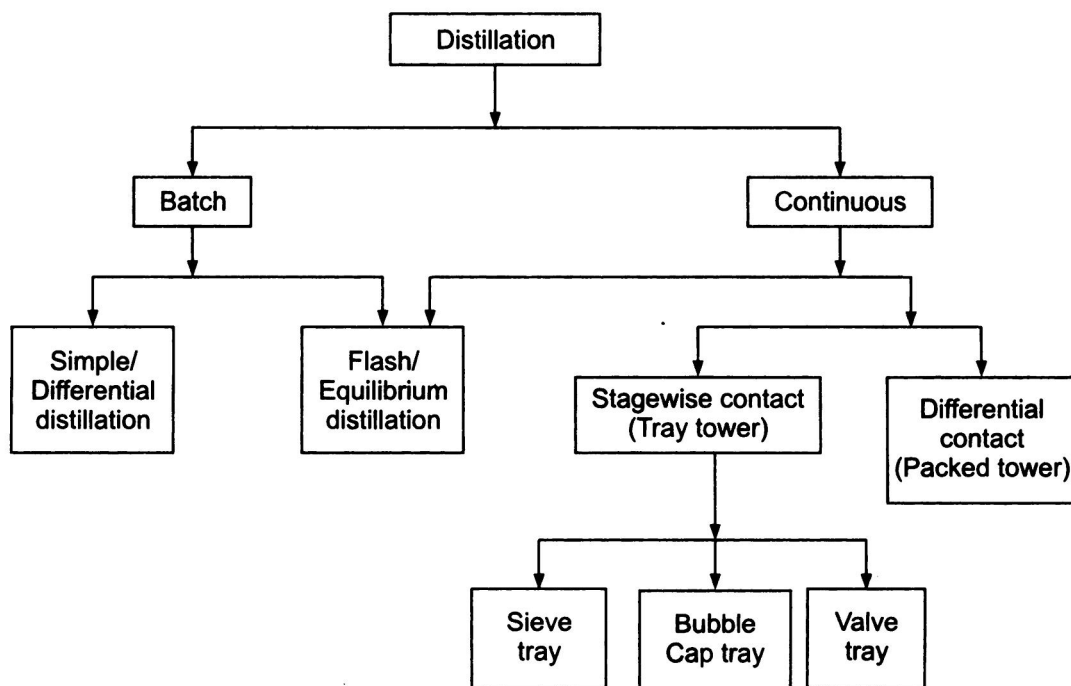 Distillation
Batch
Continuous
Simple/
Differential
distillation
Flash/
Equilibrium
distillation
Stagewise contact
(Tray tower)
Differential
contact
(Packed tower)
Sieve
tray
Bubble
Cap tray
Valve
tray